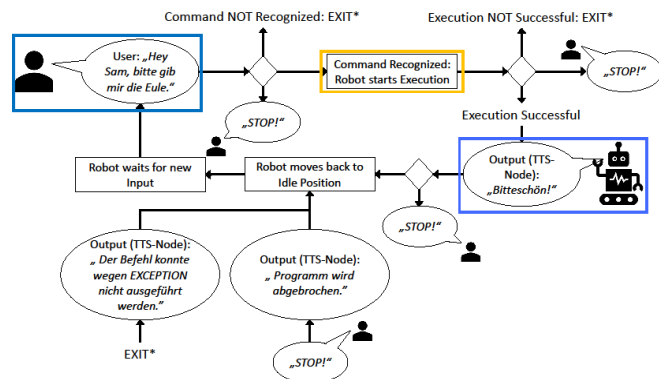 Command NOT Recognized: EXIT*
Execution NOT Successful: EXIT*
User: „Hey
Sam, bitte gib
mir die Eule.”
Command Recognized:
Robot starts Execution
„STOP!“
„STOP!“
Execution Successful
Robot waits for new
Input
Robot moves back to
Idle Position
Output (TTS-
Node):
„Bitteschön!“
„STOP!“
Output (TTS-Node):
„ Der Befehl konnte
wegen EXCEPTION
nicht ausgeführt
werden.”
Output (TTS-Node):
„ Programm wird
abgebrochen.”
EXIT*
„STOP!“